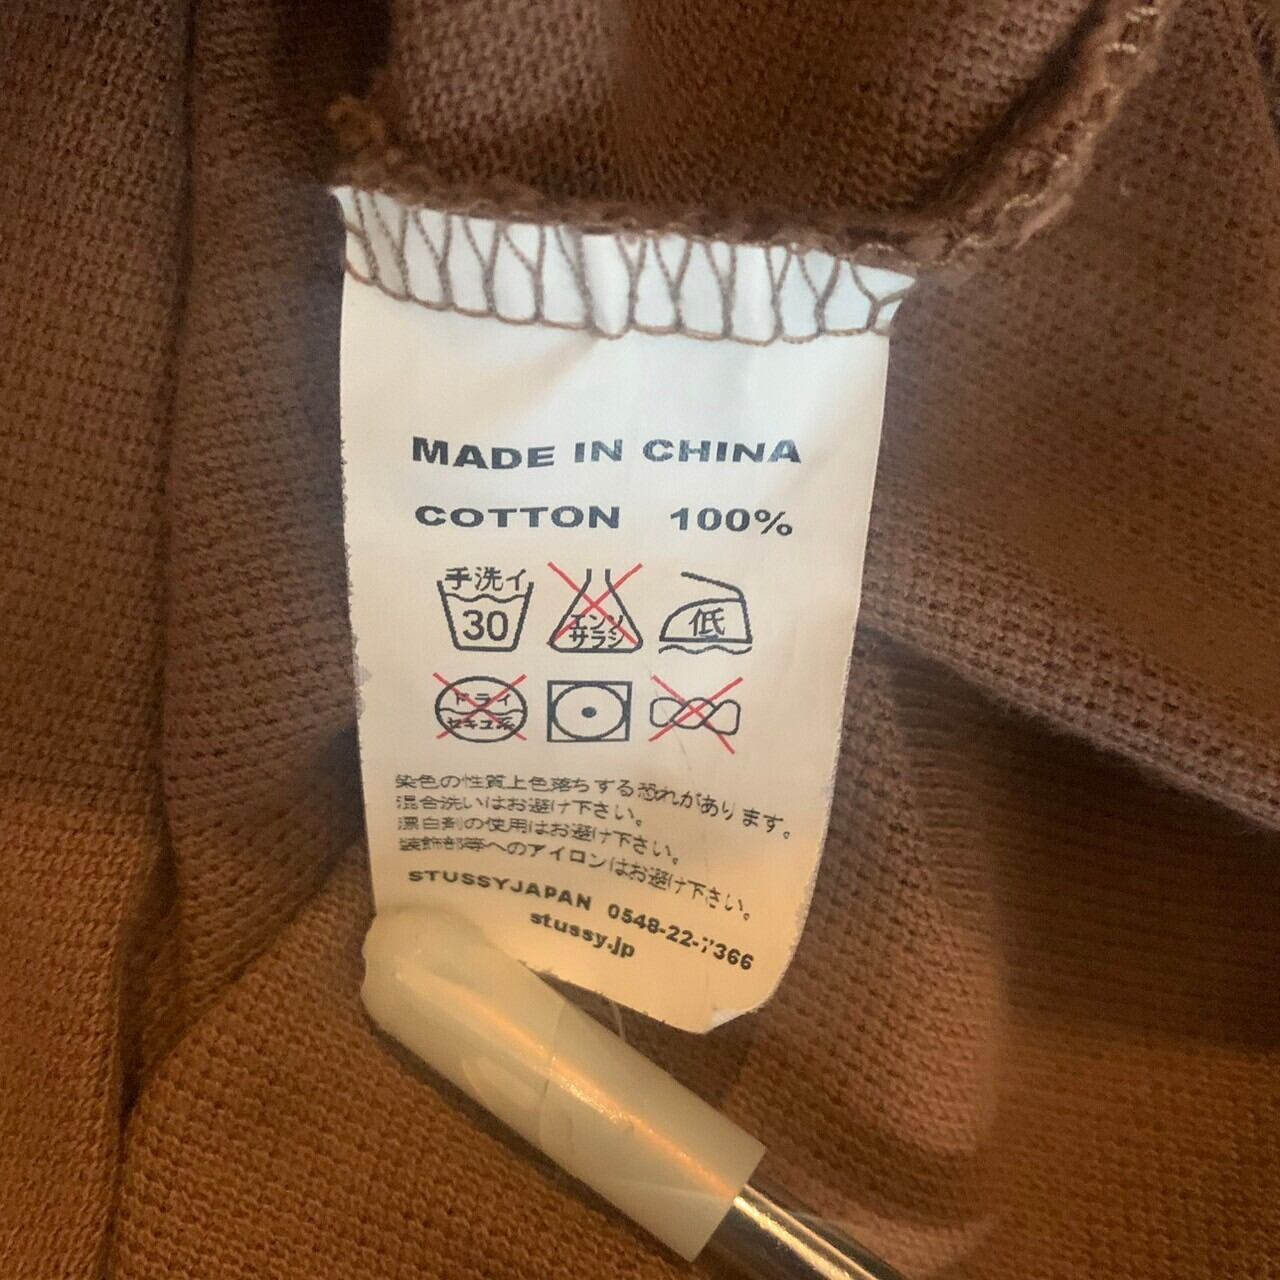 MADE IN CHINA
COTTON 100%
手洗イ
30
エンソ
サラシ
低
ドライ
セキユ系
染色の性質上色落ちする恐れがあります。
混合洗いはお避け下さい。
漂白剤の使用はお避け下さい。
装飾部等へのアイロンはお避け下さい。
STUSSYJAPAN 0548-22-7366
stussy.jp